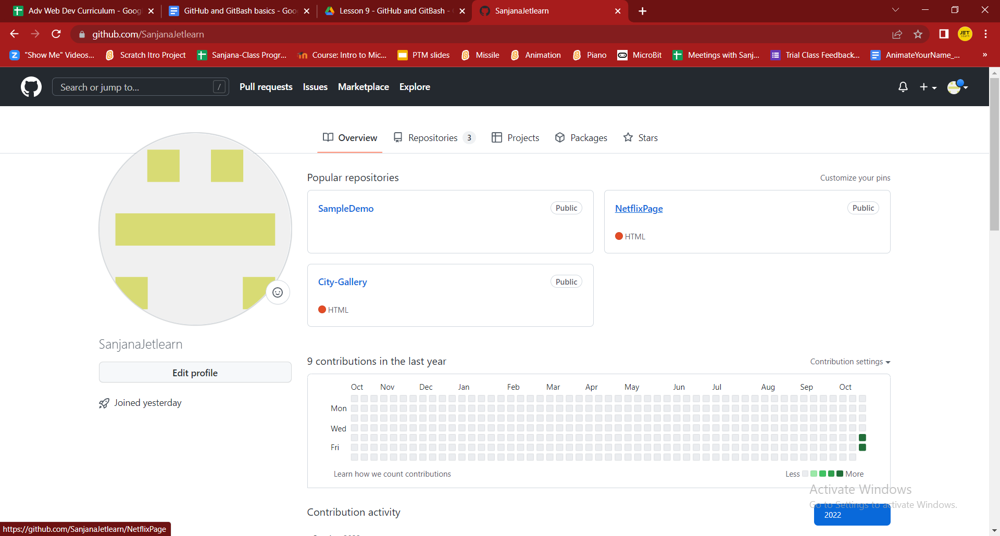 Adv Web Dev Curriculum - Goog
GitHub and GitBash basics - Goo
Lesson 9 - GitHub and GitBash -
SanjanaJetlearn
github.com/SanjanaJetlearn
JET
learn
"Show Me" Videos...
Scratch Itro Project
Sanjana-Class Progr...
Course: Intro to Mic...
PTM slides
Missile
Animation
Piano
MicroBit
Meetings with Sanj...
Trial Class Feedback...
AnimateYourName_...
»
Search or jump to...
/
Pull requests
Issues
Marketplace
Explore
Overview
Repositories 3
Projects
Packages
Stars
Popular repositories
Customize your pins
SampleDemo
Public
NetflixPage
Public
HTML
City-Gallery
Public
HTML
SanjanaJetlearn
Edit profile
Joined yesterday
9 contributions in the last year
Contribution settings
Oct Nov Dec Jan Feb Mar Apr May Jun Jul Aug Sep Oct
Mon
Wed
Fri
Learn how we count contributions
Less
More
Activate Windows
Go to Settings to activate Windows.
Contribution activity
2022
https://github.com/SanjanaJetlearn/NetflixPage